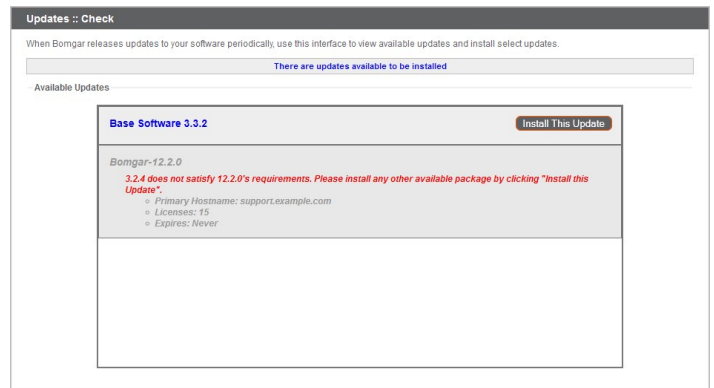 Updates :: Check
When Bomgar releases updates to your software periodically, use this interface to view available updates and install select updates.
There are updates available to be installed
Available Updates
Base Software 3.3.2
Install This Update
Bomgar-12.2.0
3.2.4 does not satisfy 12.2.0's requirements. Please install any other available package by clicking "Install this
Update".
Primary Hostname: support.example.com
Licenses: 15
Expires: Never